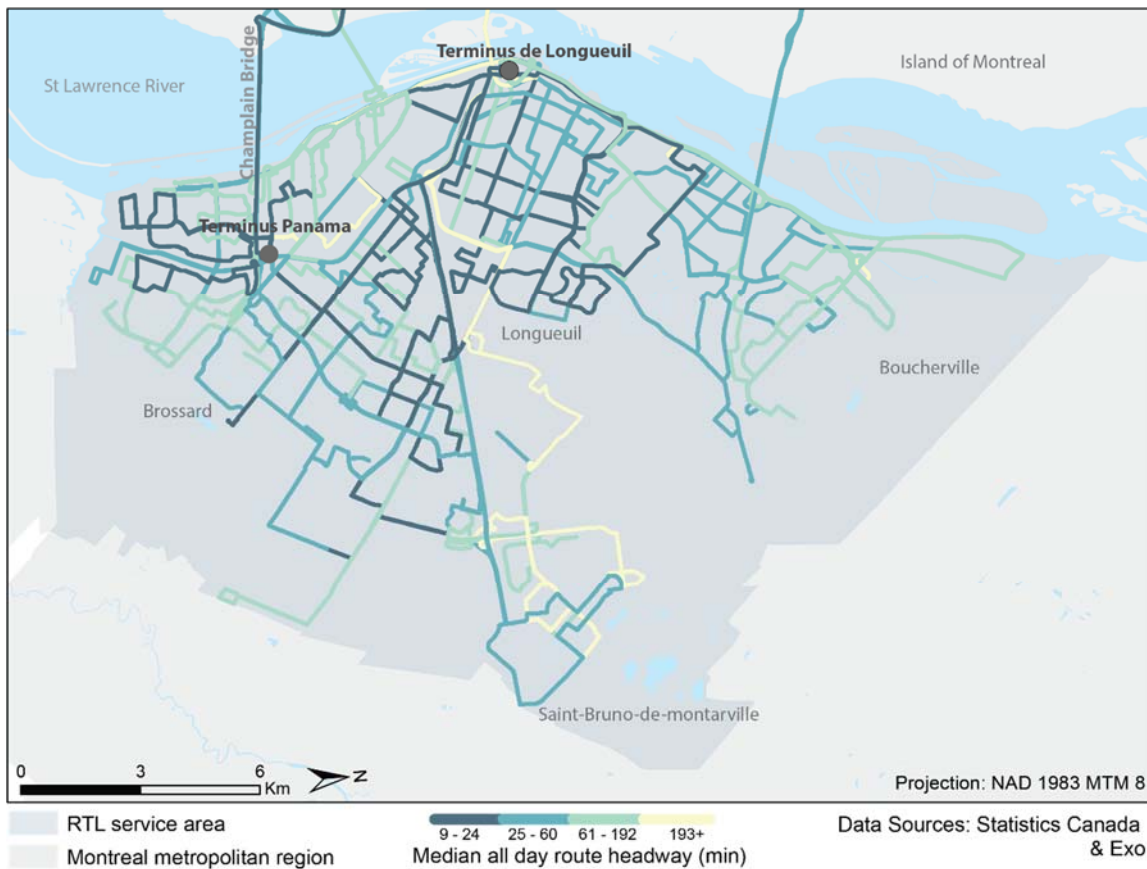 Terminus de Longueuil
Island of Montreal
St Lawrence River
Champlain Bridge
Terminus Panama
Longueuil
Boucherville
Brossard
Saint-Bruno-de-montarville
0 3 6
Km
N
Projection: NAD 1983 MTM 8
RTL service area
Montreal metropolitan region
9 - 24 25 - 60 61 - 192 193+
Median all day route headway (min)
Data Sources: Statistics Canada
& Exo